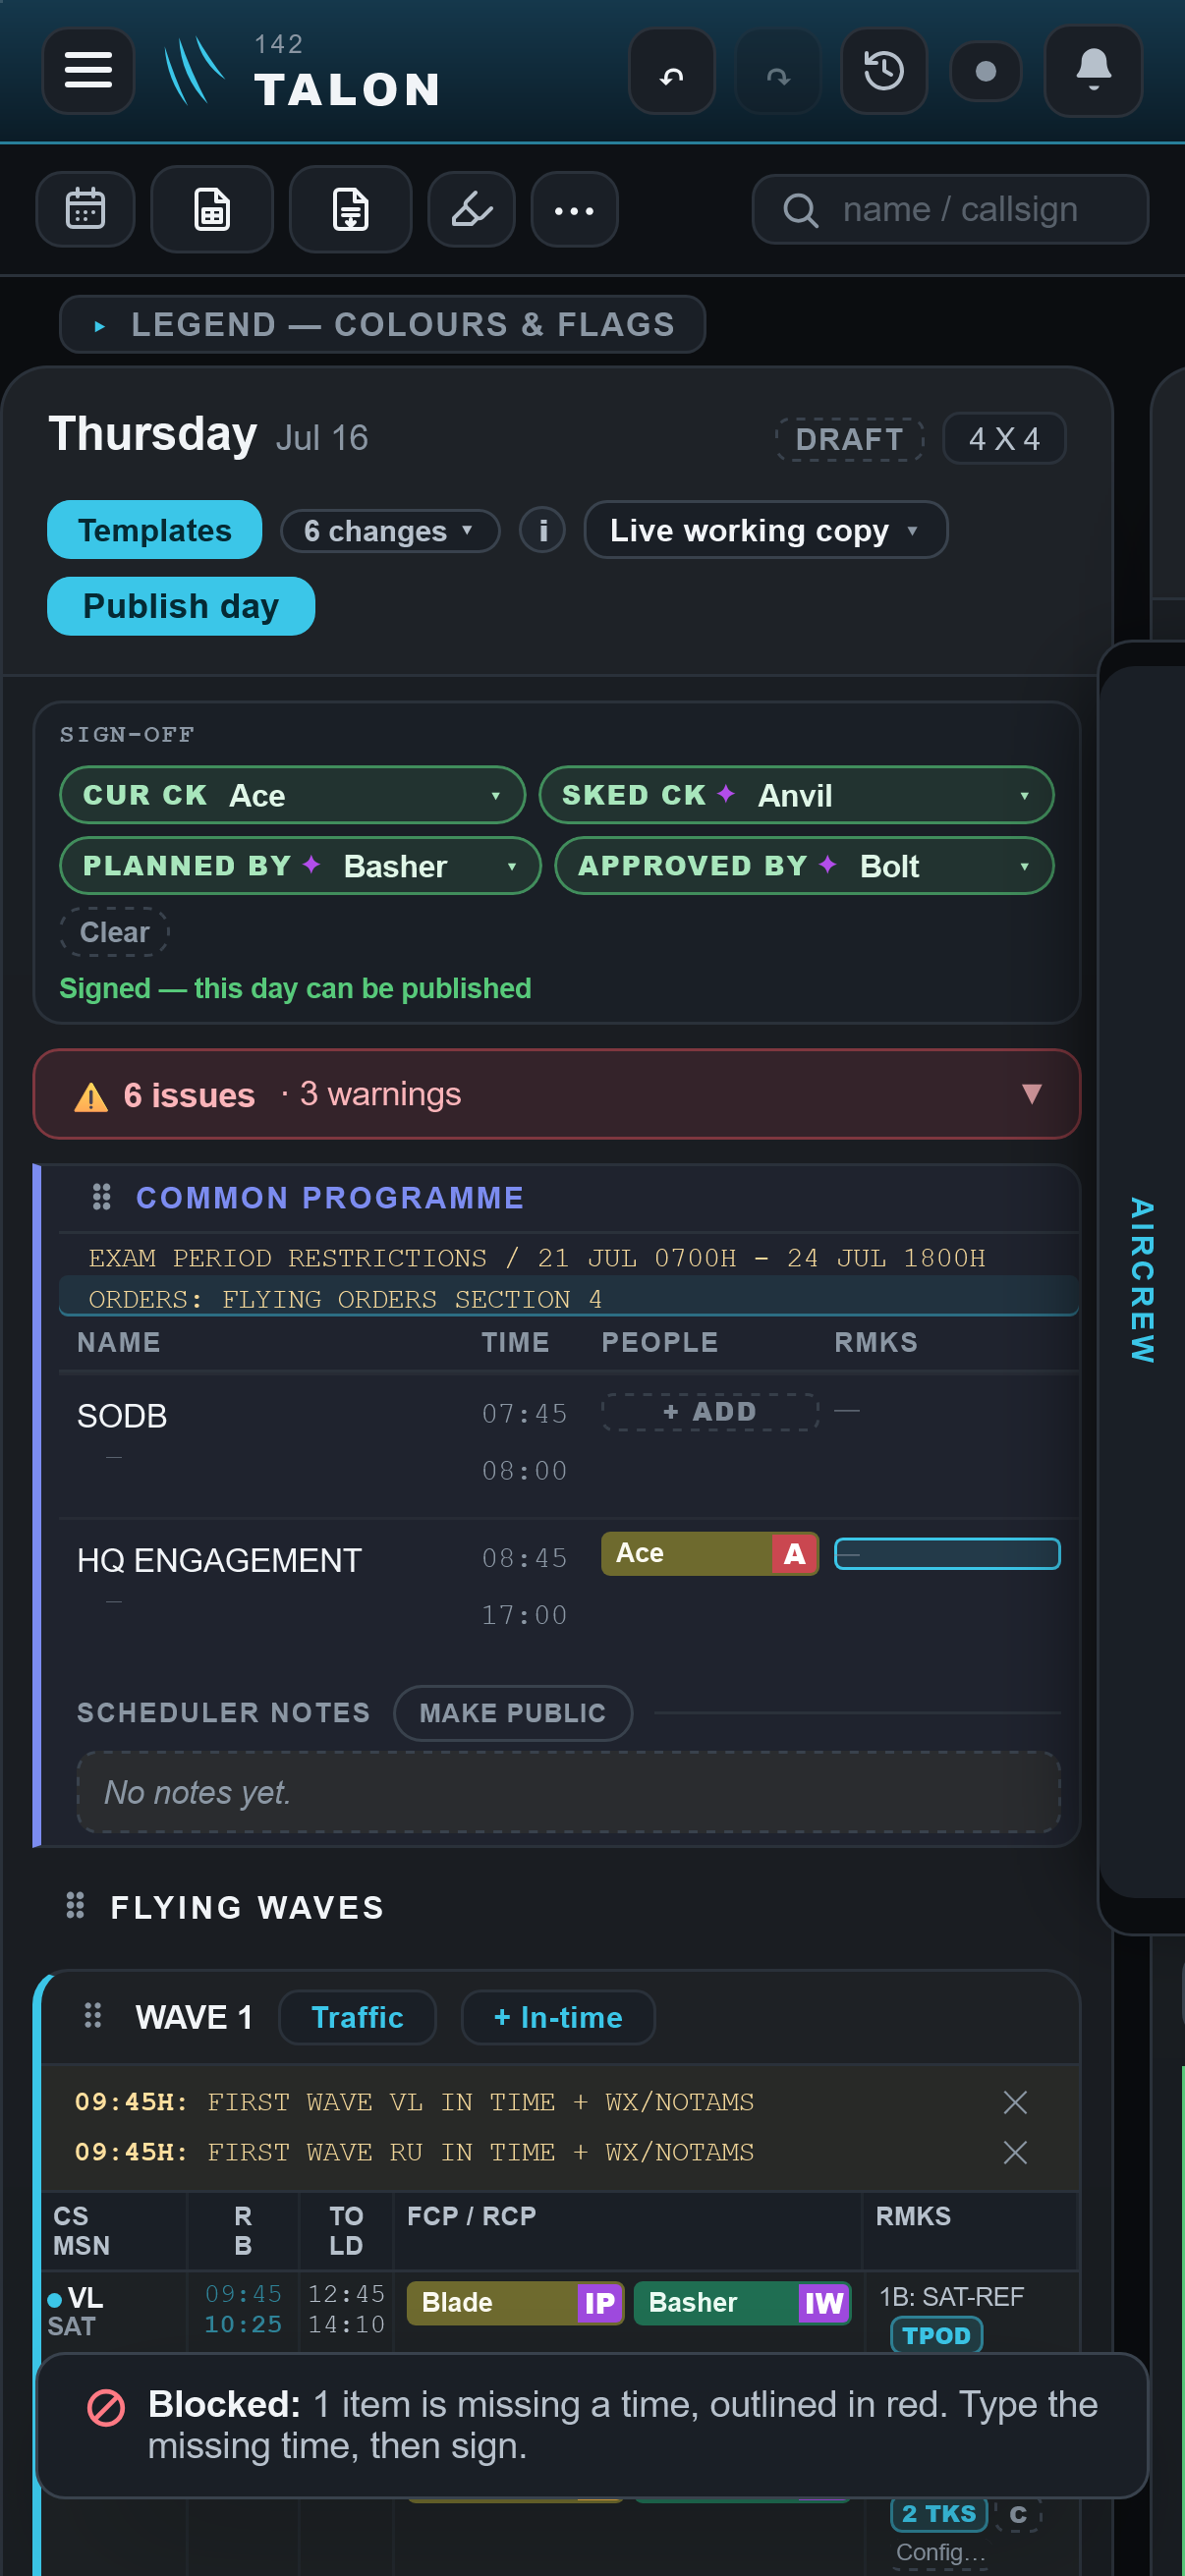 142
TALON
name / callsign
LEGEND — COLOURS & FLAGS
Thursday Jul 16 DRAFT 4 X 4
Templates 6 changes i Live working copy
Publish day
SIGN-OFF
CUR CK Ace SKED CK Anvil
PLANNED BY Basher APPROVED BY Bolt
Clear
Signed — this day can be published
6 issues · 3 warnings
COMMON PROGRAMME
EXAM PERIOD RESTRICTIONS / 21 JUL 0700H - 24 JUL 1800H
ORDERS: FLYING ORDERS SECTION 4
NAME TIME PEOPLE RMKS
SODB 07:45 + ADD —
— 08:00
HQ ENGAGEMENT 08:45 Ace A —
— 17:00
SCHEDULER NOTES MAKE PUBLIC
No notes yet.
AIRCREW
FLYING WAVES
WAVE 1 Traffic + In-time
09:45H: FIRST WAVE VL IN TIME + WX/NOTAMS
09:45H: FIRST WAVE RU IN TIME + WX/NOTAMS
CS R TO FCP / RCP RMKS
MSN B LD
VL 09:45 12:45 Blade IP Basher IW 1B: SAT-REF
SAT 10:25 14:10 TPOD
Blocked: 1 item is missing a time, outlined in red. Type the
missing time, then sign.
2 TKS C
Config...